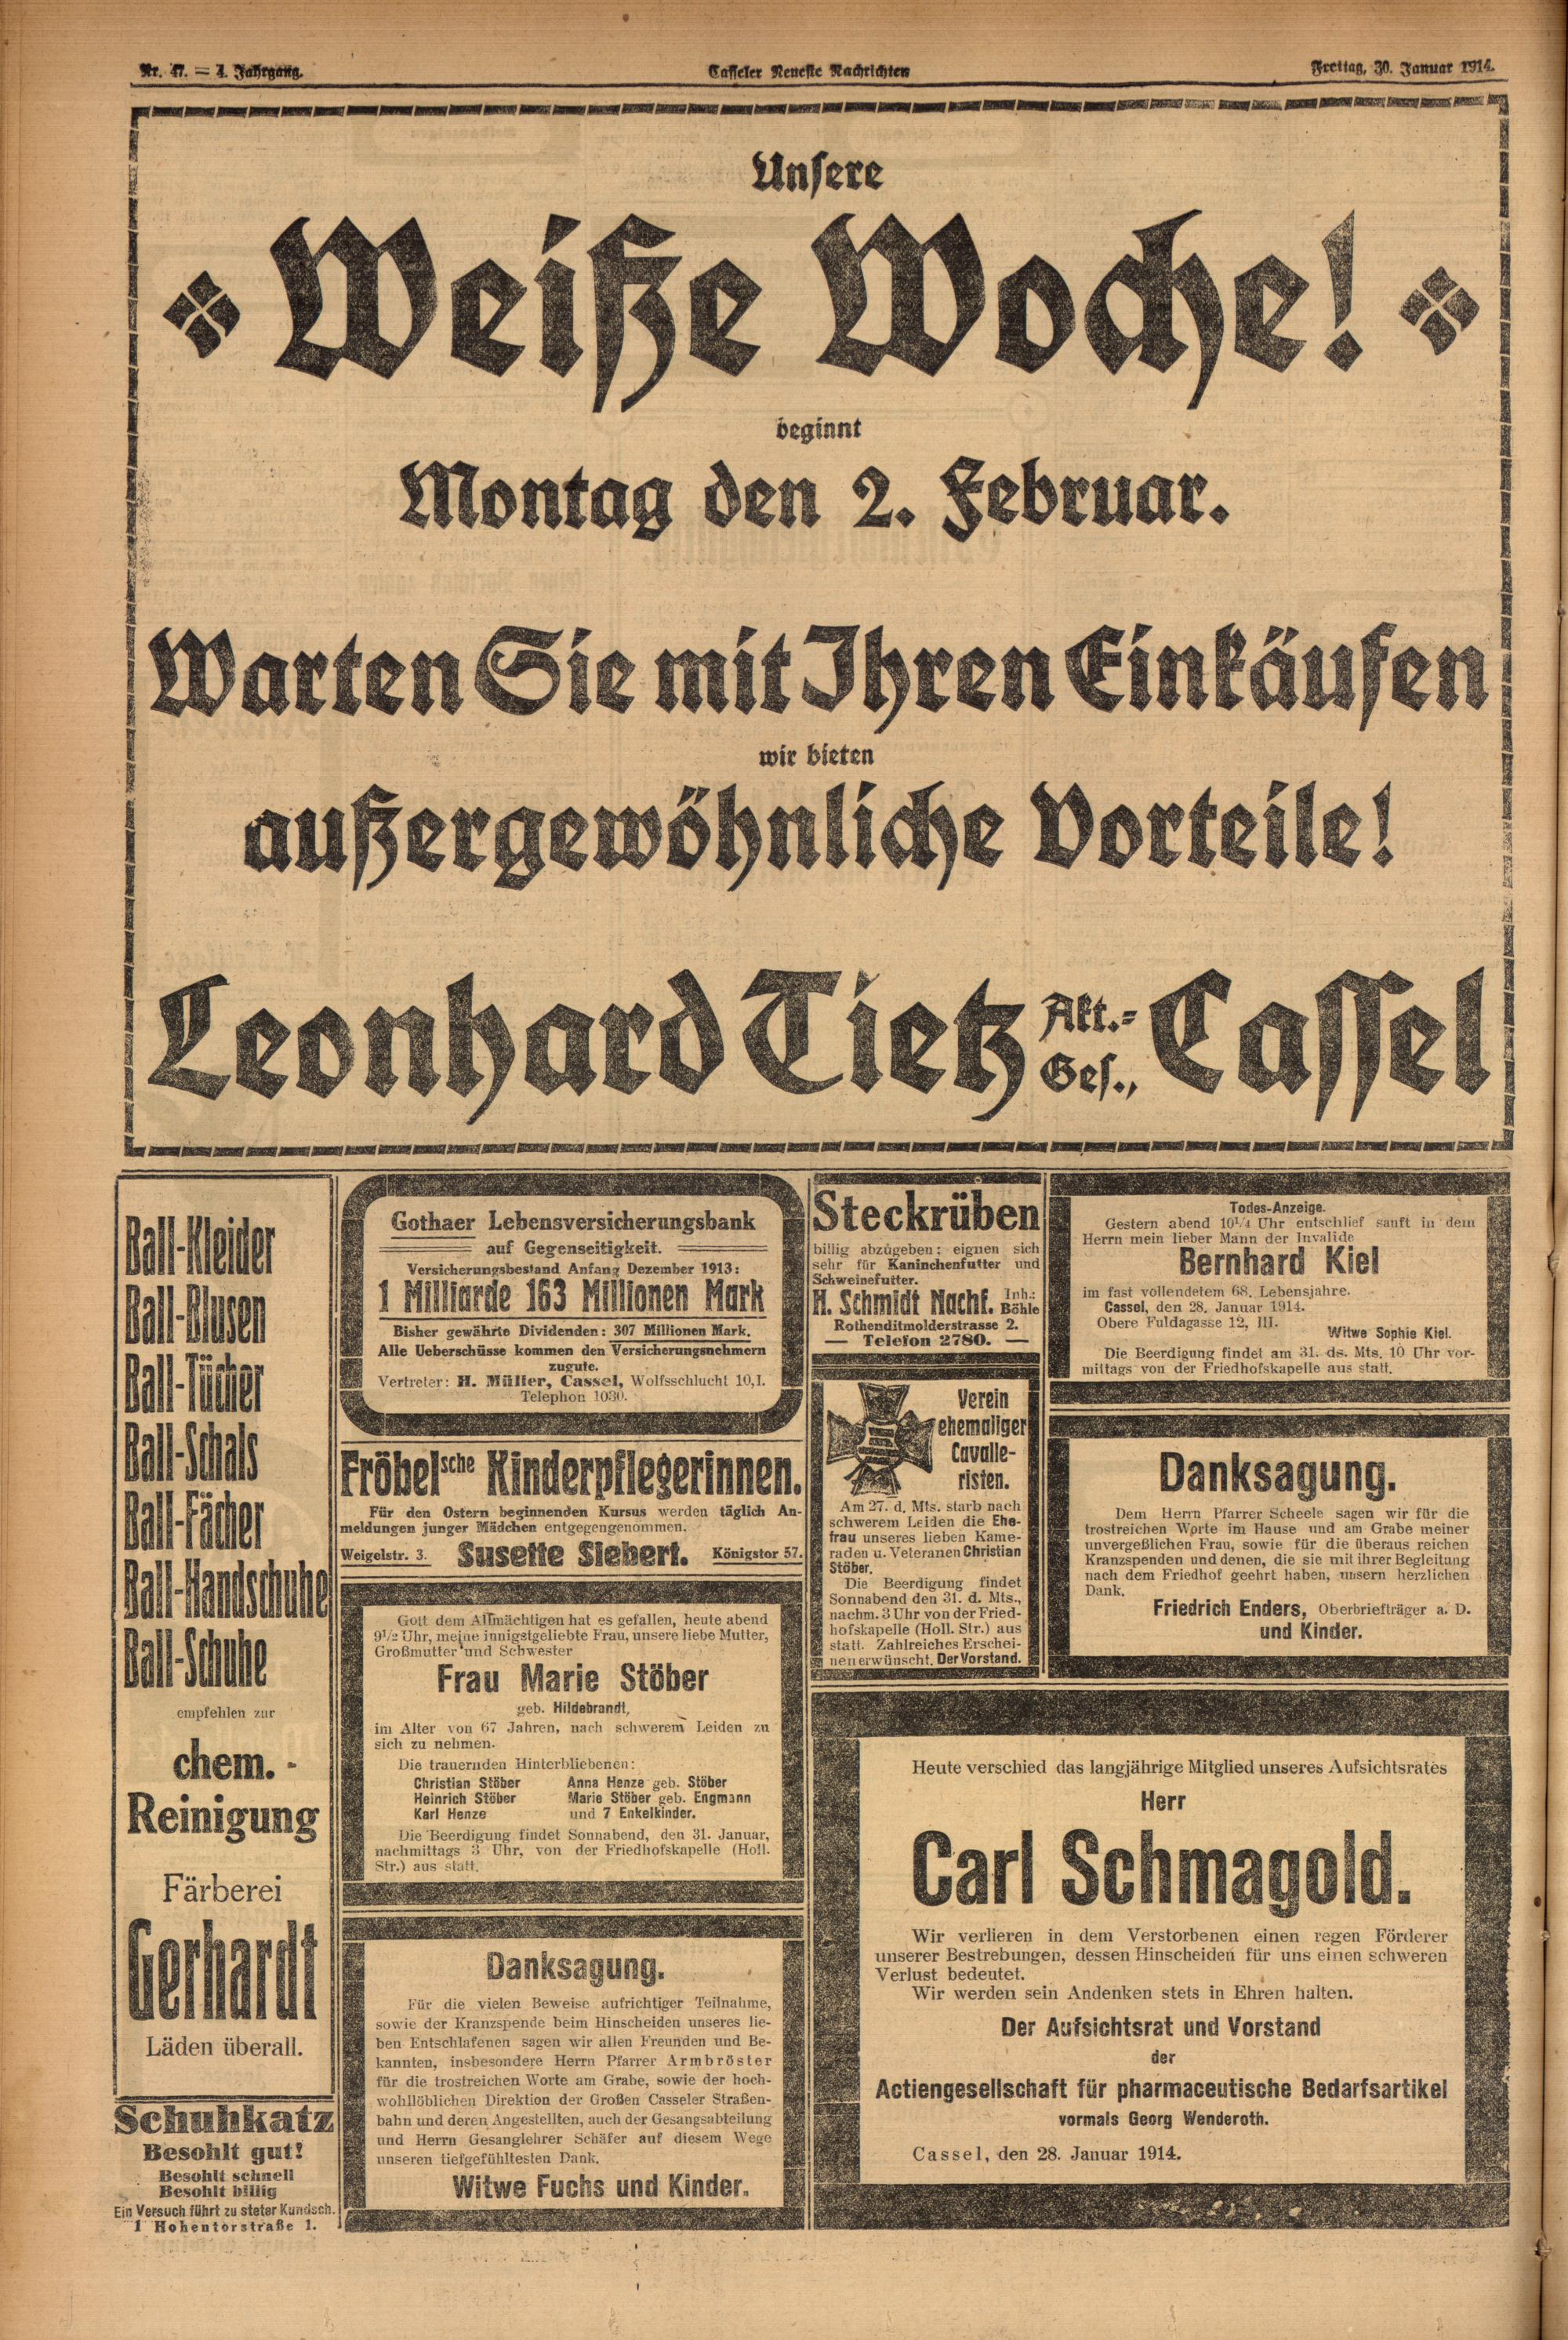 Nr. 47. — 4. Jahrgang.
Casseler Neueste Nachrichten
Freitag, 30. Januar 1914.
Unsere
Weiße Woche!
beginnt
Montag den 2. Februar.
Warten Sie mit Ihren Einkäufen
wir bieten
außergewöhnliche Vorteile!
Leonhard Tietz Akt.-Ges., Cassel
Ball-Kleider
Ball-Blusen
Ball-Tücher
Ball-Schals
Ball-Fächer
Ball-Handschuhe
Ball-Schuhe
empfehlen zur
chem. -
Reinigung
Färberei
Gerhardt
Läden überall.
Schuhkatz
Besohlt gut!
Besohlt schnell
Besohlt billig
Ein Versuch führt zu steter Kundsch.
1 Hohentorstraße 1.
Gothaer Lebensversicherungsbank
auf Gegenseitigkeit.
Versicherungsbestand Anfang Dezember 1913:
1 Milliarde 163 Millionen Mark
Bisher gewährte Dividenden: 307 Millionen Mark.
Alle Ueberschüsse kommen den Versicherungsnehmern
zugute.
Vertreter: H. Müller, Cassel, Wolfsschlucht 10,I.
Telephon 1030.
Fröbelsche Kinderpflegerinnen.
Für den Ostern beginnenden Kursus werden täglich An-
meldungen junger Mädchen entgegengenommen.
Weigelstr. 3. Susette Siebert. Königstor 57.
Gott dem Allmächtigen hat es gefallen, heute abend
9½ Uhr, meine innigstgeliebte Frau, unsere liebe Mutter,
Großmutter und Schwester
Frau Marie Stöber
geb. Hildebrandt,
im Alter von 67 Jahren, nach schwerem Leiden zu
sich zu nehmen.
Die trauernden Hinterbliebenen:
Christian Stöber Anna Henze geb. Stöber
Heinrich Stöber Marie Stöber geb. Engmann
Karl Henze und 7 Enkelkinder.
Die Beerdigung findet Sonnabend, den 31. Januar,
nachmittags 3 Uhr, von der Friedhofskapelle (Holl.
Str.) aus statt.
Danksagung.
Für die vielen Beweise aufrichtiger Teilnahme,
sowie der Kranzspende beim Hinscheiden unseres lie-
ben Entschlafenen sagen wir allen Freunden und Be-
kannten, insbesondere Herrn Pfarrer Armbröster
für die trostreichen Worte am Grabe, sowie der hoch-
wohllöblichen Direktion der Großen Casseler Straßen-
bahn und deren Angestellten, auch der Gesangsabteilung
und Herrn Gesanglehrer Schäfer auf diesem Wege
unseren tiefgefühltesten Dank.
Witwe Fuchs und Kinder.
Steckrüben
billig abzugeben: eignen sich
sehr für Kaninchenfutter und
Schweinefutter.
H. Schmidt Nachf. Inh.: Böhle
Rothenditmolderstrasse 2.
— Telefon 2780. —
Verein
ehemaliger
Cavalle-
risten.
Am 27. d. Mts. starb nach
schwerem Leiden die Ehe-
frau unseres lieben Kame-
raden u. Veteranen Christian
Stöber.
Die Beerdigung findet
Sonnabend den 31. d. Mts.,
nachm. 3 Uhr von der Fried-
hofskapelle (Holl. Str.) aus
statt. Zahlreiches Erschei-
nen erwünscht. Der Vorstand.
Todes-Anzeige.
Gestern abend 10¼ Uhr entschlief sanft in dem
Herrn mein lieber Mann der Invalide
Bernhard Kiel
im fast vollendetem 68. Lebensjahre.
Cassel, den 28. Januar 1914.
Obere Fuldagasse 12, III.
Witwe Sophie Kiel.
Die Beerdigung findet am 31. ds. Mts. 10 Uhr vor-
mittags von der Friedhofskapelle aus statt.
Danksagung.
Dem Herrn Pfarrer Scheele sagen wir für die
trostreichen Worte im Hause und am Grabe meiner
unvergeßlichen Frau, sowie für die überaus reichen
Kranzspenden und denen, die sie mit ihrer Begleitung
nach dem Friedhof geehrt haben, unsern herzlichen
Dank.
Friedrich Enders, Oberbriefträger a. D.
und Kinder.
Heute verschied das langjährige Mitglied unseres Aufsichtsrates
Herr
Carl Schmagold.
Wir verlieren in dem Verstorbenen einen regen Förderer
unserer Bestrebungen, dessen Hinscheiden für uns einen schweren
Verlust bedeutet.
Wir werden sein Andenken stets in Ehren halten.
Der Aufsichtsrat und Vorstand
der
Actiengesellschaft für pharmaceutische Bedarfsartikel
vormals Georg Wenderoth.
Cassel, den 28. Januar 1914.